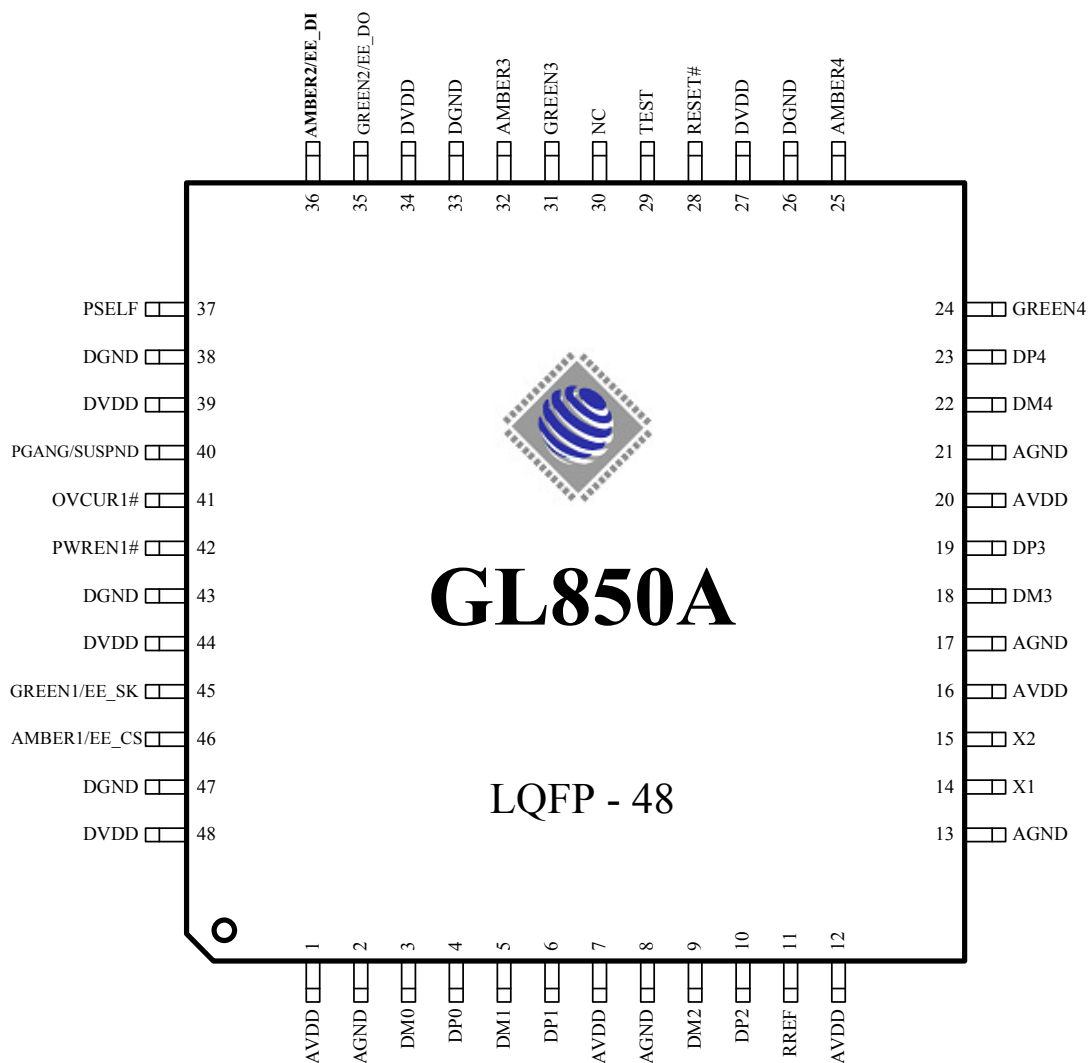 AMBER2/EE_DI
GREEN2/EE_DO
DVDD
DGND
AMBER3
GREEN3
NC
TEST
RESET#
DVDD
DGND
AMBER4
36
35
34
33
32
31
30
29
28
27
26
25
PSELF 37
DGND 38
DVDD 39
PGANG/SUSPND 40
OVCUR1# 41
PWREN1# 42
DGND 43
DVDD 44
GREEN1/EE_SK 45
AMBER1/EE_CS 46
DGND 47
DVDD 48
24 GREEN4
23 DP4
22 DM4
21 AGND
20 AVDD
19 DP3
18 DM3
17 AGND
16 AVDD
15 X2
14 X1
13 AGND
GL850A
LQFP - 48
1
2
3
4
5
6
7
8
9
10
11
12
AVDD
AGND
DM0
DP0
DM1
DP1
AVDD
AGND
DM2
DP2
RREF
AVDD